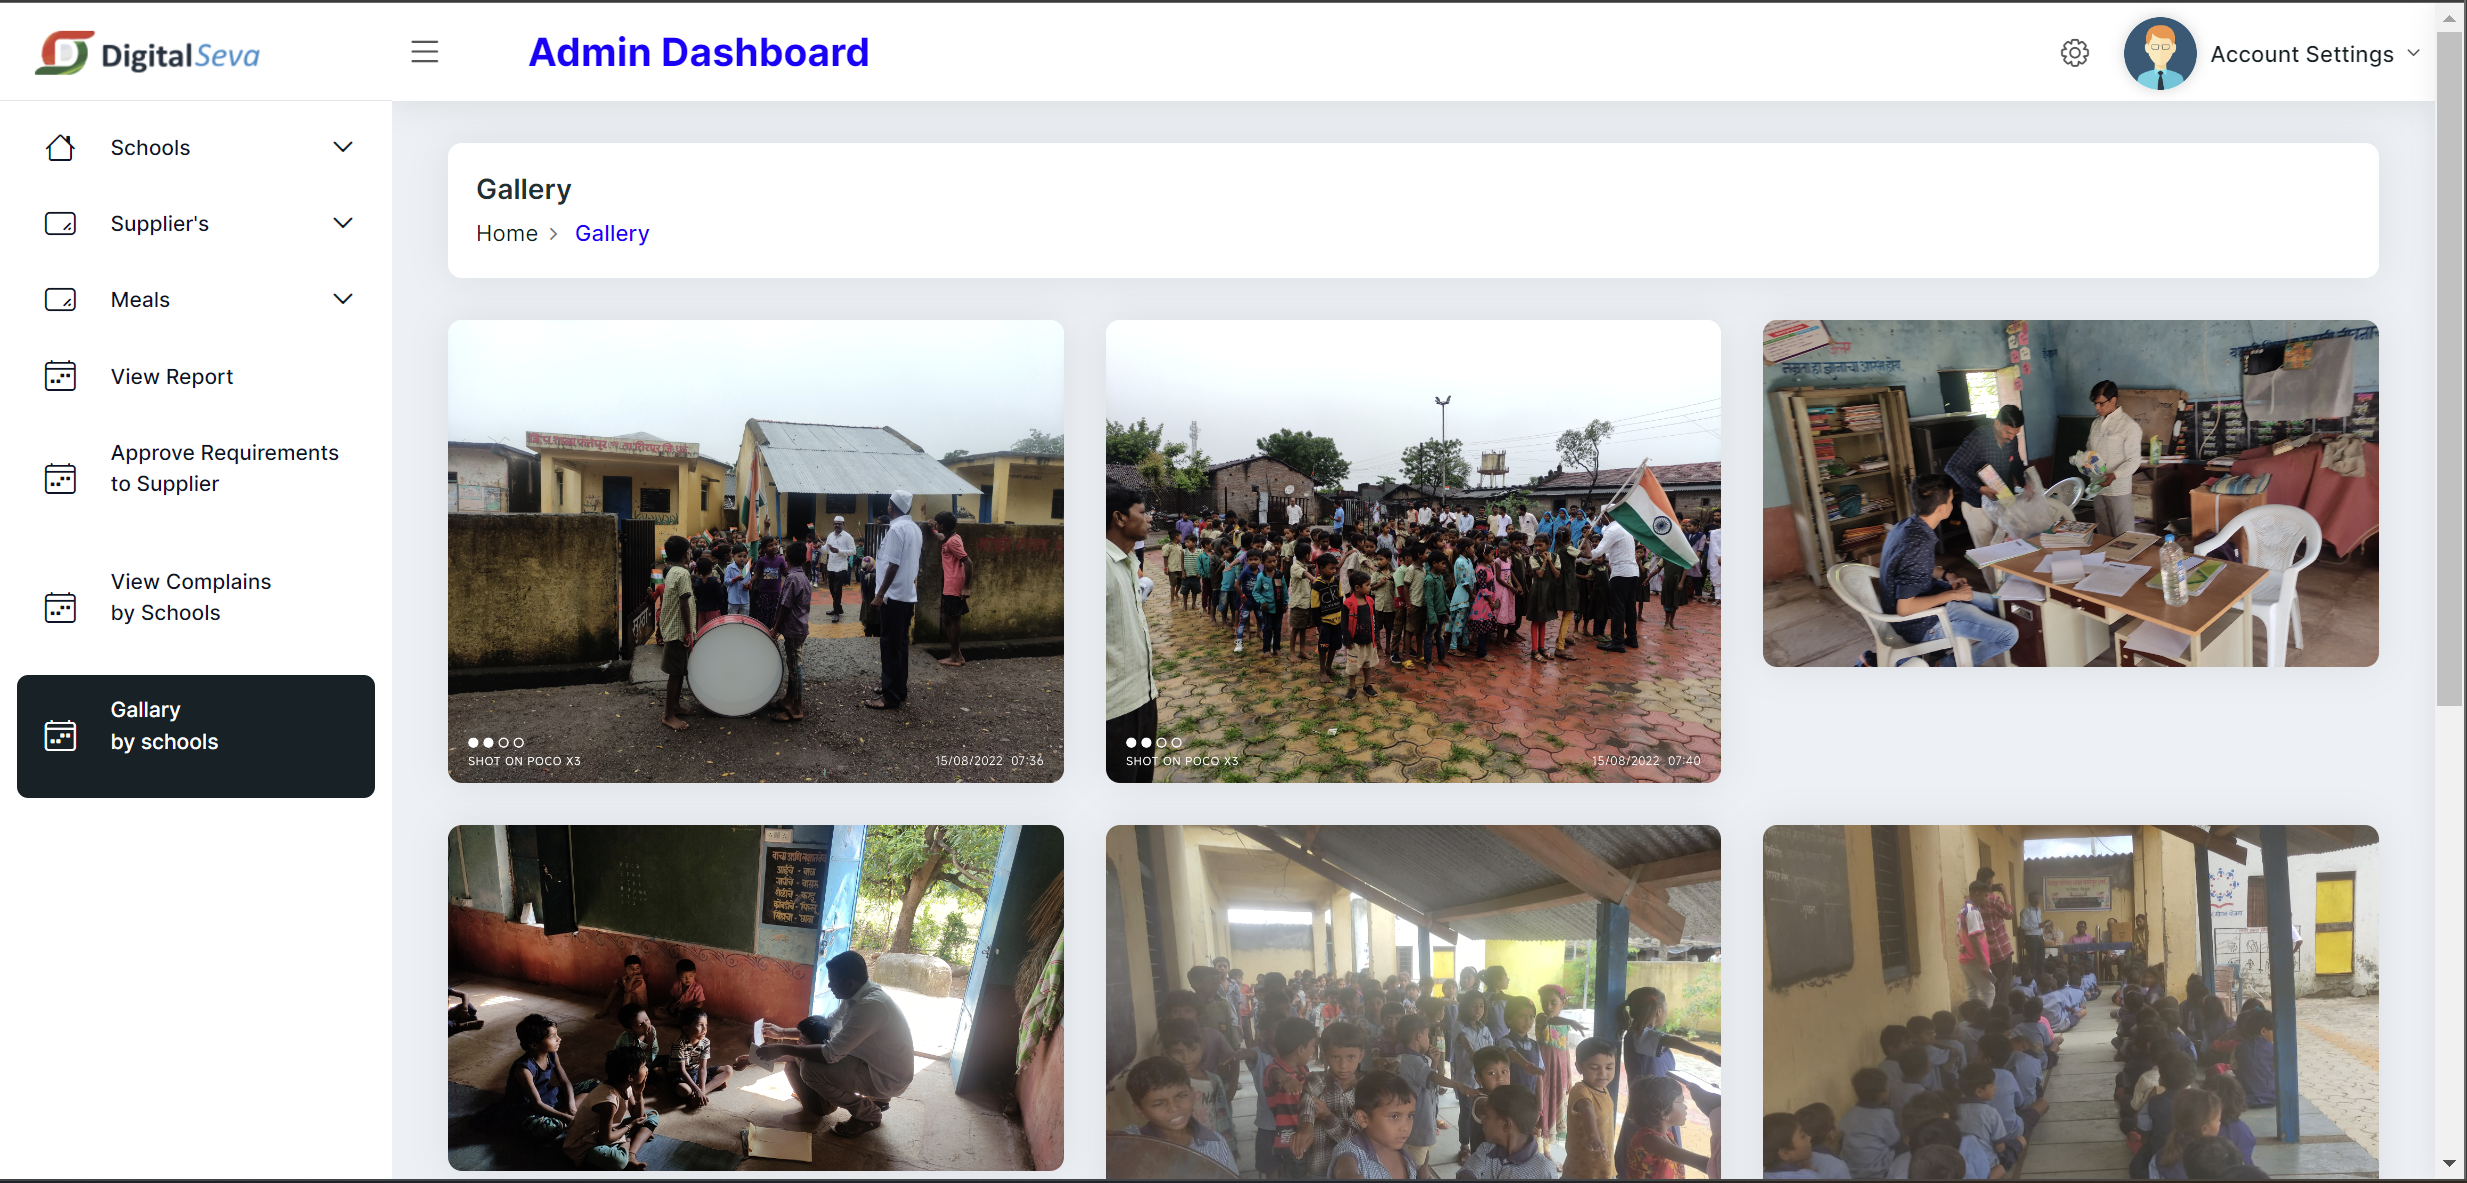 DigitalSeva
Admin Dashboard
Account Settings
Schools
Supplier's
Meals
View Report
Approve Requirements
to Supplier
View Complains
by Schools
Gallary
by schools
Gallery
Home > Gallery
SHOT ON POCO X3
15/08/2022 07:36
SHOT ON POCO X3
15/08/2022 07:40